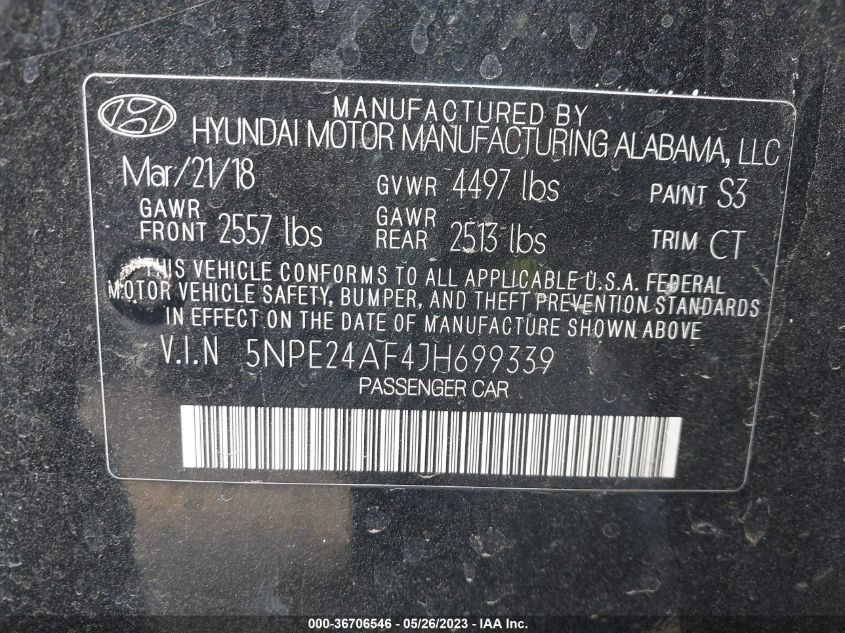 MANUFACTURED BY
HYUNDAI MOTOR MANUFACTURING ALABAMA, LLC
Mar/21/18 GVWR 4497 lbs PAINT S3
GAWR FRONT 2557 lbs GAWR REAR 2513 lbs TRIM CT
THIS VEHICLE CONFORMS TO ALL APPLICABLE U.S.A. FEDERAL
MOTOR VEHICLE SAFETY, BUMPER, AND THEFT PREVENTION STANDARDS
IN EFFECT ON THE DATE OF MANUFACTURE SHOWN ABOVE
V.I.N 5NPE24AF4JH699339
PASSENGER CAR
000-36706546 - 05/26/2023 - © IAA Inc.